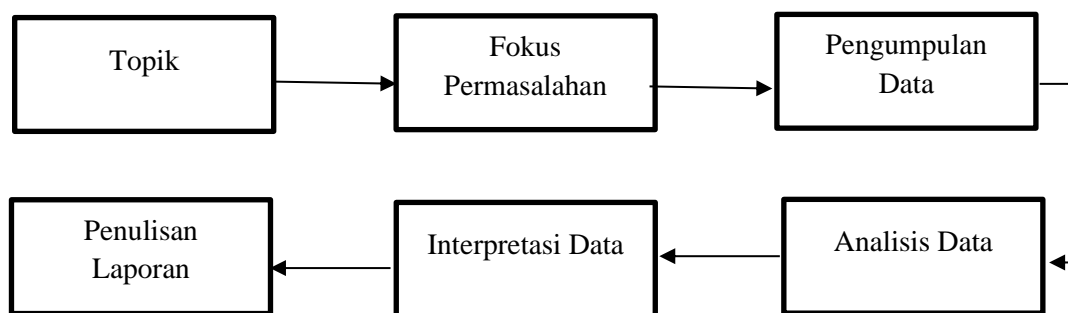 Topik
Fokus
Permasalahan
Pengumpulan
Data
Analisis Data
Interpretasi Data
Penulisan
Laporan